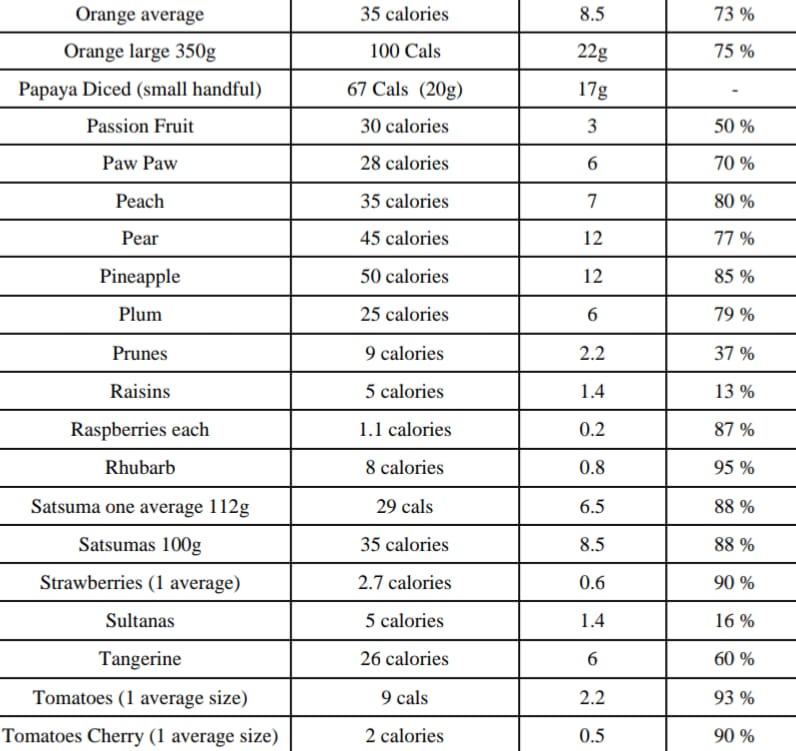 Orange average 35 calories 8.5 73 %
Orange large 350g 100 Cals 22g 75 %
Papaya Diced (small handful) 67 Cals (20g) 17g -
Passion Fruit 30 calories 3 50 %
Paw Paw 28 calories 6 70 %
Peach 35 calories 7 80 %
Pear 45 calories 12 77 %
Pineapple 50 calories 12 85 %
Plum 25 calories 6 79 %
Prunes 9 calories 2.2 37 %
Raisins 5 calories 1.4 13 %
Raspberries each 1.1 calories 0.2 87 %
Rhubarb 8 calories 0.8 95 %
Satsuma one average 112g 29 cals 6.5 88 %
Satsumas 100g 35 calories 8.5 88 %
Strawberries (1 average) 2.7 calories 0.6 90 %
Sultanas 5 calories 1.4 16 %
Tangerine 26 calories 6 60 %
Tomatoes (1 average size) 9 cals 2.2 93 %
Tomatoes Cherry (1 average size) 2 calories 0.5 90 %